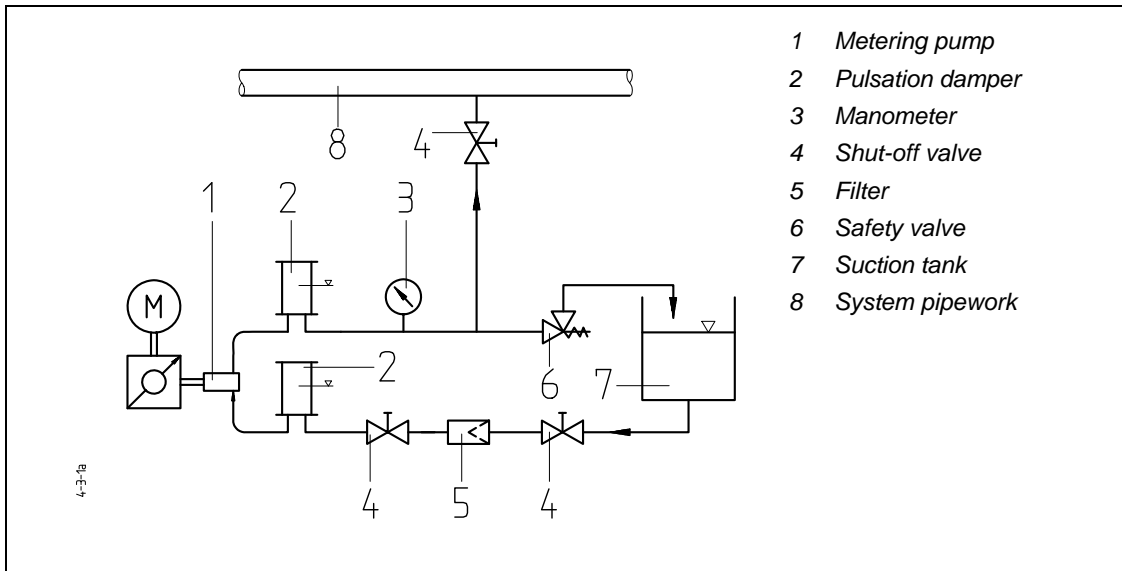 1 Metering pump
2 Pulsation damper
3 Manometer
4 Shut-off valve
5 Filter
6 Safety valve
7 Suction tank
8 System pipework
8
4
1
2
3
M
2
6
7
4
5
4
4-3-1a